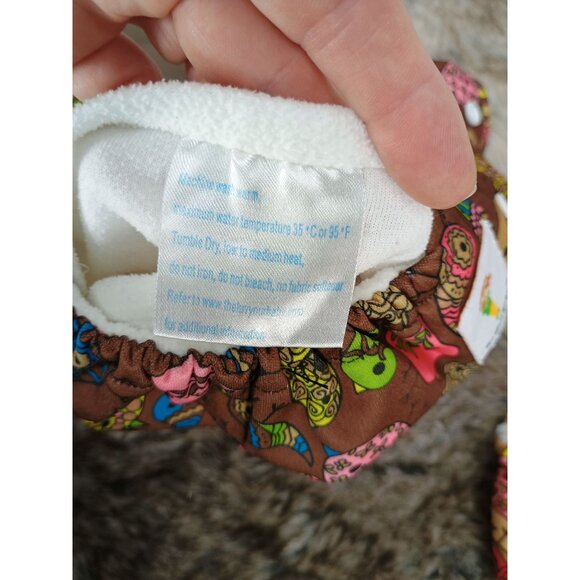 Machine wash warm,
maximum water temperature 35 °C or 95 °F
Tumble Dry, low to medium heat,
do not iron, do not bleach, no fabric softener
Refer to www.
for additional information